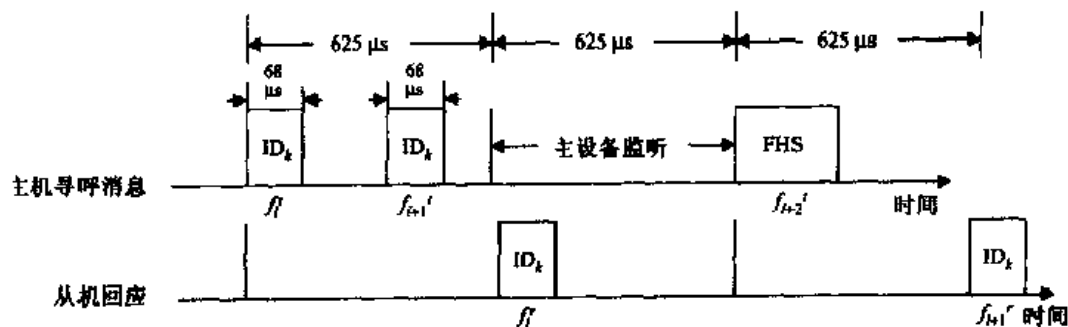 625 μs 625 μs 625 μs
68 μs 68 μs
ID_k ID_k 主设备监听 FHS
主机导呼消息 时间
f_{i+1}' f_{i+2}'
ID_k ID_k
从机回应
f_{i+1}^r 时间